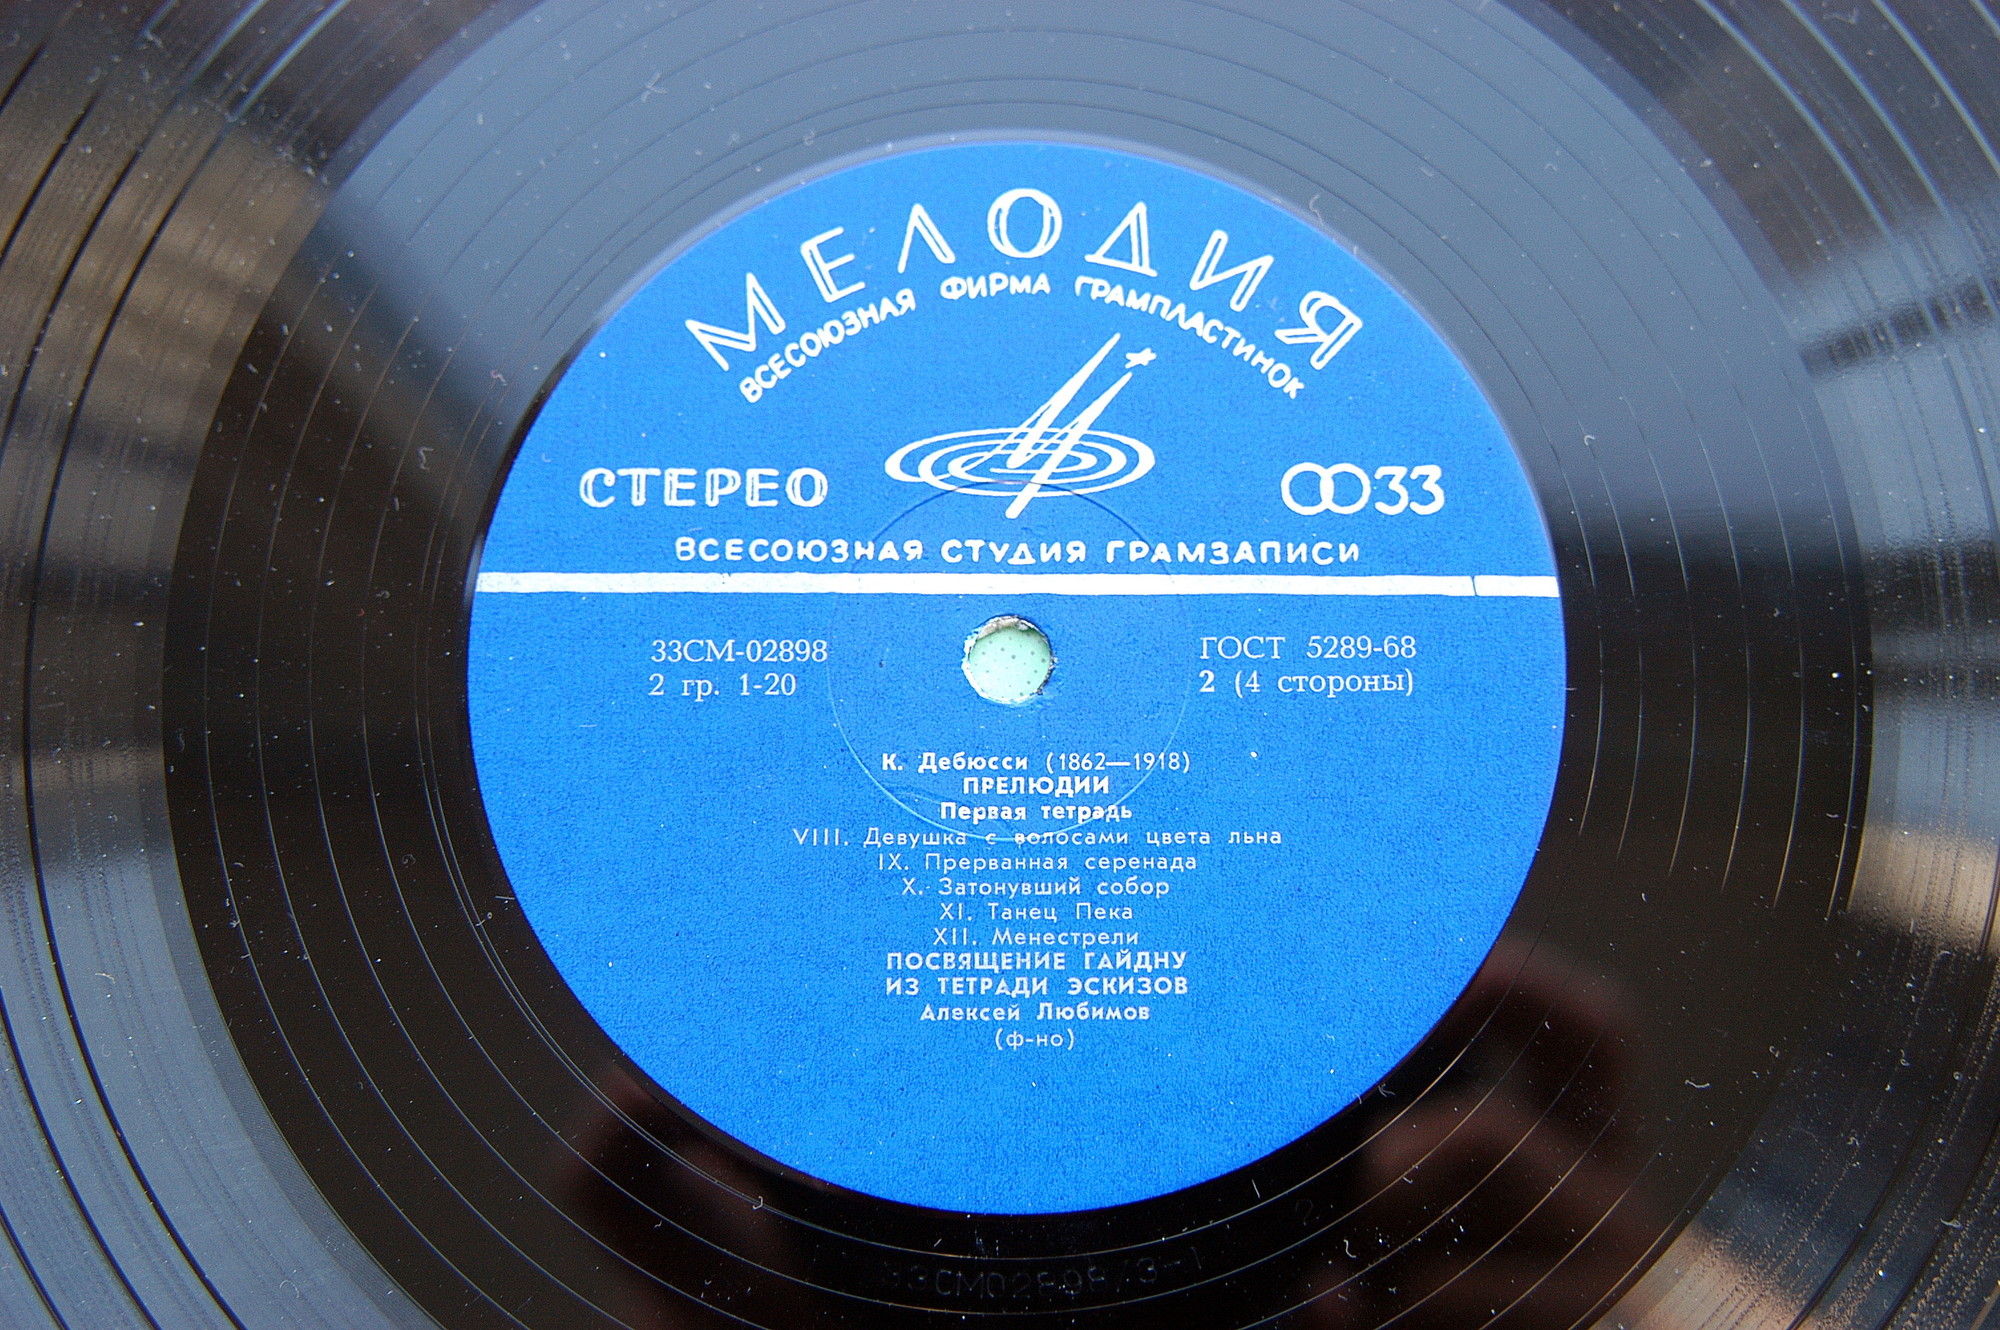 МЕЛОДИЯ
ВСЕСОЮЗНАЯ ФИРМА ГРАМПЛАСТИНОК
СТЕРЕО
33
ВСЕСОЮЗНАЯ СТУДИЯ ГРАМЗАПИСИ
33СМ-02898
2 гр. 1-20
ГОСТ 5289-68
2 (4 стороны)
К. Дебюсси (1862—1918)
ПРЕЛЮДИИ
Первая тетрадь
VIII. Девушка с волосами цвета льна
IX. Прерванная серенада
X. Затонувший собор
XI. Танец Пека
XII. Менестрели
ПОСВЯЩЕНИЕ ГАЙДНУ
ИЗ ТЕТРАДИ ЭСКИЗОВ
Алексей Любимов
(ф-но)